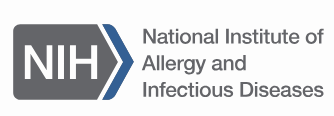 NIH
National Institute of
Allergy and
Infectious Diseases